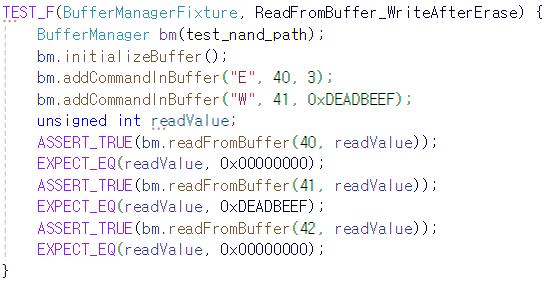 TEST_F(BufferManagerFixture, ReadFromBuffer_WriteAfterErase) {
BufferManager bm(test_nand_path);
bm.initializeBuffer();
bm.addCommandInBuffer("E", 40, 3);
bm.addCommandInBuffer("W", 41, 0xDEADBEEF);
unsigned int readValue;
ASSERT_TRUE(bm.readFromBuffer(40, readValue));
EXPECT_EQ(readValue, 0x00000000);
ASSERT_TRUE(bm.readFromBuffer(41, readValue));
EXPECT_EQ(readValue, 0xDEADBEEF);
ASSERT_TRUE(bm.readFromBuffer(42, readValue));
EXPECT_EQ(readValue, 0x00000000);
}